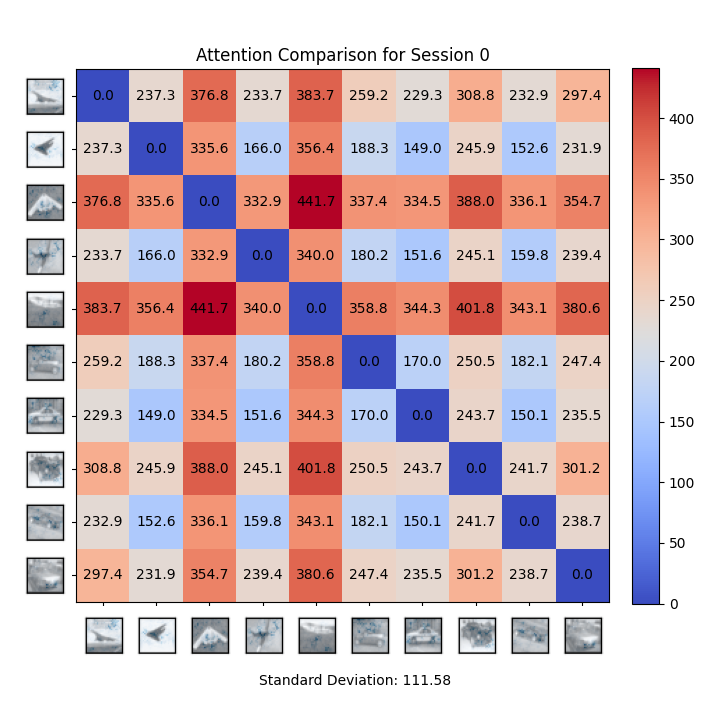 Attention Comparison for Session 0
0.0 237.3 376.8 233.7 383.7 259.2 229.3 308.8 232.9 297.4
237.3 0.0 335.6 166.0 356.4 188.3 149.0 245.9 152.6 231.9
376.8 335.6 0.0 332.9 441.7 337.4 334.5 388.0 336.1 354.7
233.7 166.0 332.9 0.0 340.0 180.2 151.6 245.1 159.8 239.4
383.7 356.4 441.7 340.0 0.0 358.8 344.3 401.8 343.1 380.6
259.2 188.3 337.4 180.2 358.8 0.0 170.0 250.5 182.1 247.4
229.3 149.0 334.5 151.6 344.3 170.0 0.0 243.7 150.1 235.5
308.8 245.9 388.0 245.1 401.8 250.5 243.7 0.0 241.7 301.2
232.9 152.6 336.1 159.8 343.1 182.1 150.1 241.7 0.0 238.7
297.4 231.9 354.7 239.4 380.6 247.4 235.5 301.2 238.7 0.0
400
350
300
250
200
150
100
50
0
Standard Deviation: 111.58